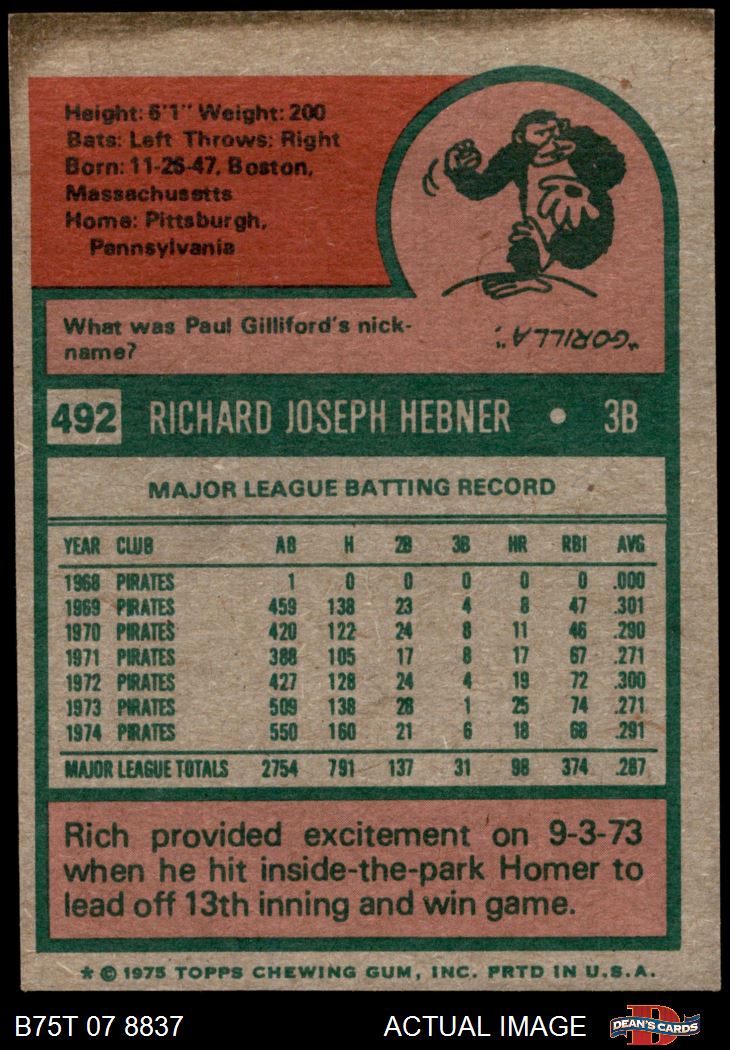 Height: 6'1" Weight: 200
Bats: Left Throws: Right
Born: 11-26-47, Boston,
Massachusetts
Home: Pittsburgh,
Pennsylvania
What was Paul Gilliford's nick-
name?
"GORILLA".
492 RICHARD JOSEPH HEBNER • 3B
MAJOR LEAGUE BATTING RECORD
YEAR CLUB AB H 2B 3B HR RBI AVG
1968 PIRATES 1 0 0 0 0 0 .000
1969 PIRATES 459 138 23 4 8 47 .301
1970 PIRATES 420 122 24 8 11 46 .290
1971 PIRATES 388 105 17 8 17 67 .271
1972 PIRATES 427 128 24 4 19 72 .300
1973 PIRATES 509 138 28 1 25 74 .271
1974 PIRATES 550 160 21 6 18 68 .291
MAJOR LEAGUE TOTALS 2754 791 137 31 98 374 .287
Rich provided excitement on 9-3-73
when he hit inside-the-park Homer to
lead off 13th inning and win game.
* © 1975 TOPPS CHEWING GUM, INC. PRTD IN U.S.A.
B75T 07 8837 ACTUAL IMAGE D DEAN'S CARDS